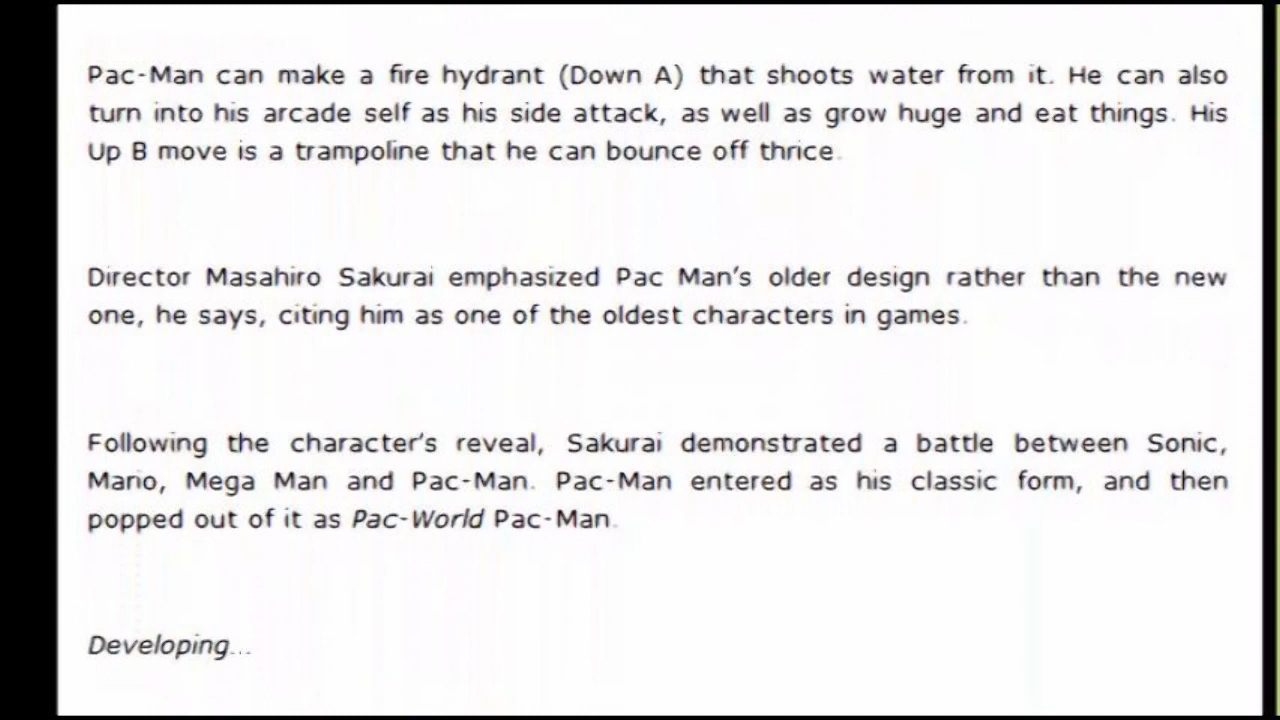 Pac-Man can make a fire hydrant (Down A) that shoots water from it. He can also
turn into his arcade self as his side attack, as well as grow huge and eat things. His
Up B move is a trampoline that he can bounce off thrice.
Director Masahiro Sakurai emphasized Pac Man's older design rather than the new
one, he says, citing him as one of the oldest characters in games.
Following the character's reveal, Sakurai demonstrated a battle between Sonic,
Mario, Mega Man and Pac-Man. Pac-Man entered as his classic form, and then
popped out of it as Pac-World Pac-Man.
Developing...